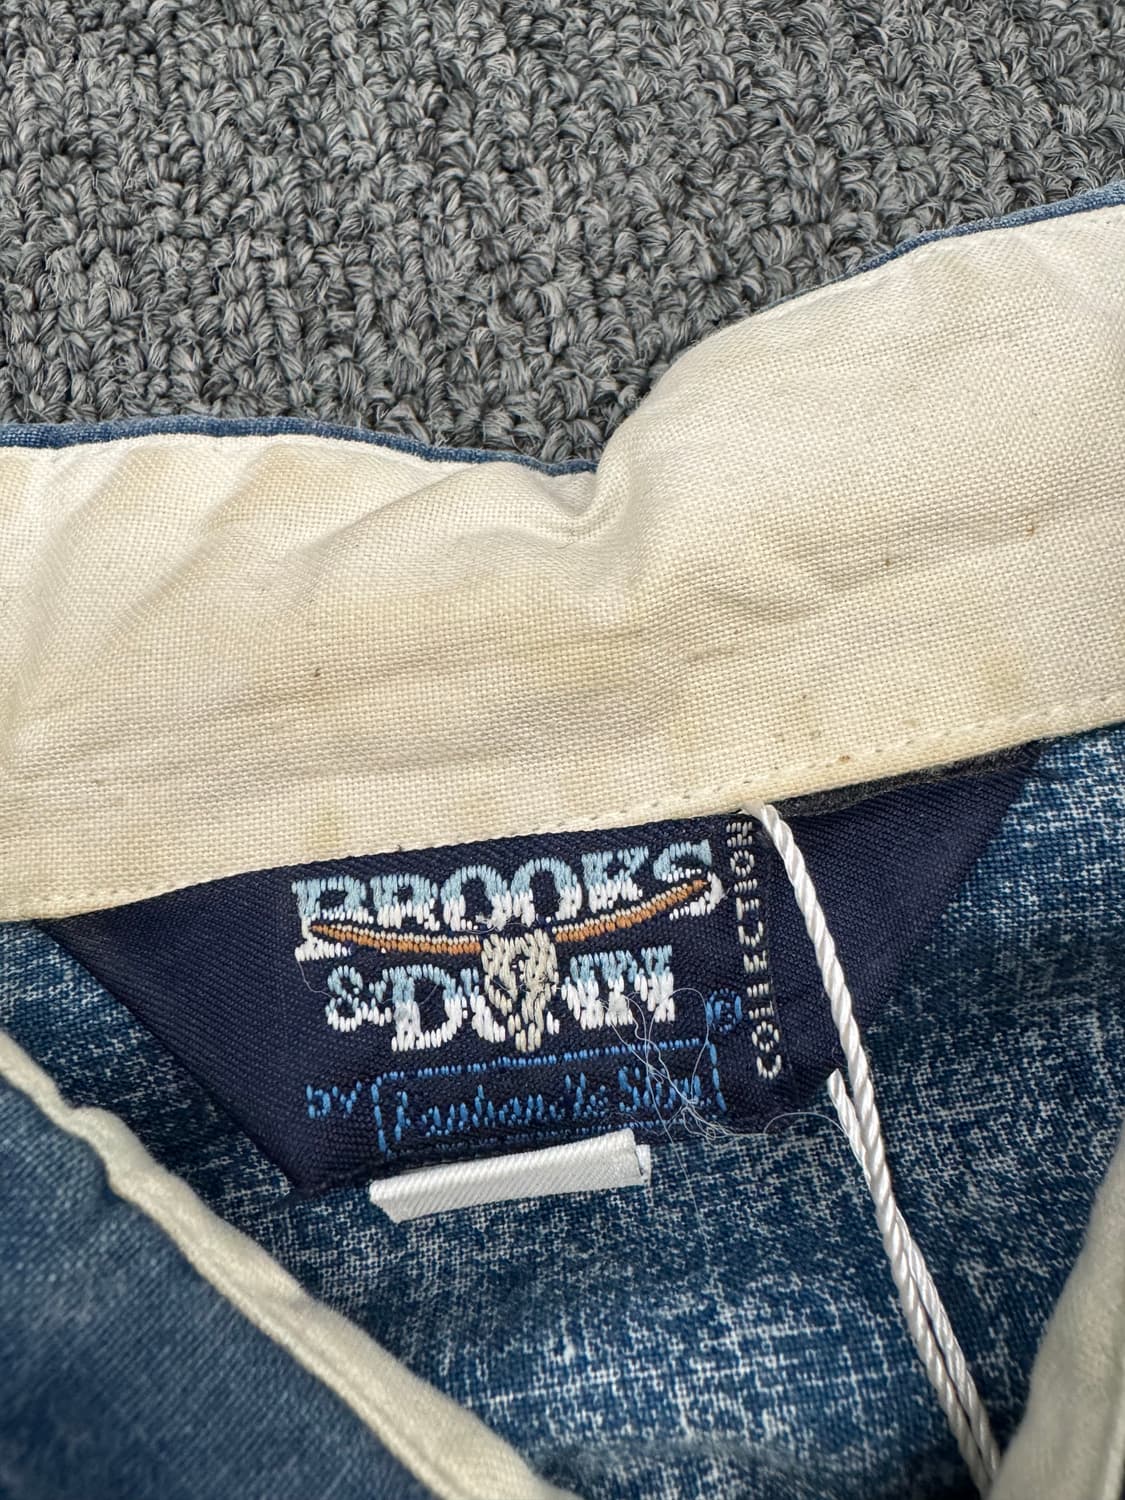 BROOKS
& DUNN
COLLECTION
by Panhandle Slim®